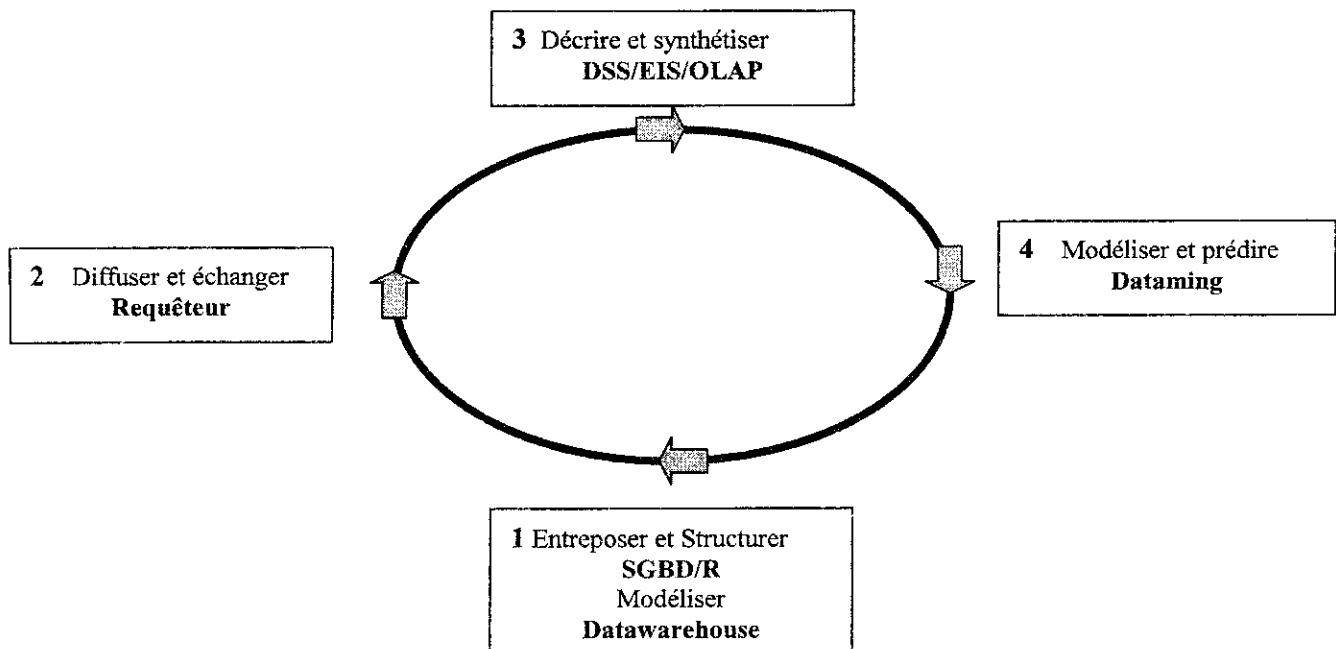 3 Décrire et synthétiser
DSS/EIS/OLAP
2 Diffuser et échanger
Requêteur
4 Modéliser et prédire
Dataming
1 Entreposer et Structurer
SGBD/R
Modéliser
Datawarehouse